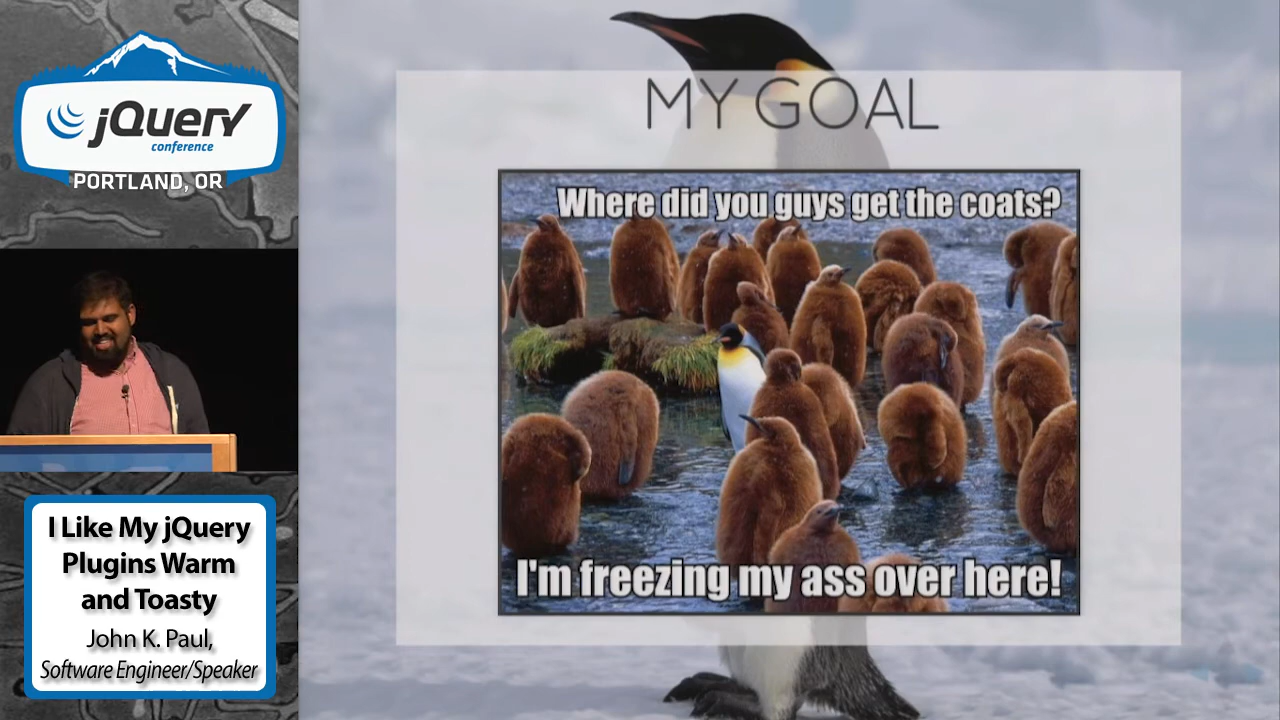 jQuery
conference
PORTLAND, OR
I Like My jQuery
Plugins Warm
and Toasty
John K. Paul,
Software Engineer/Speaker
MY GOAL
Where did you guys get the coats?
I'm freezing my ass over here!